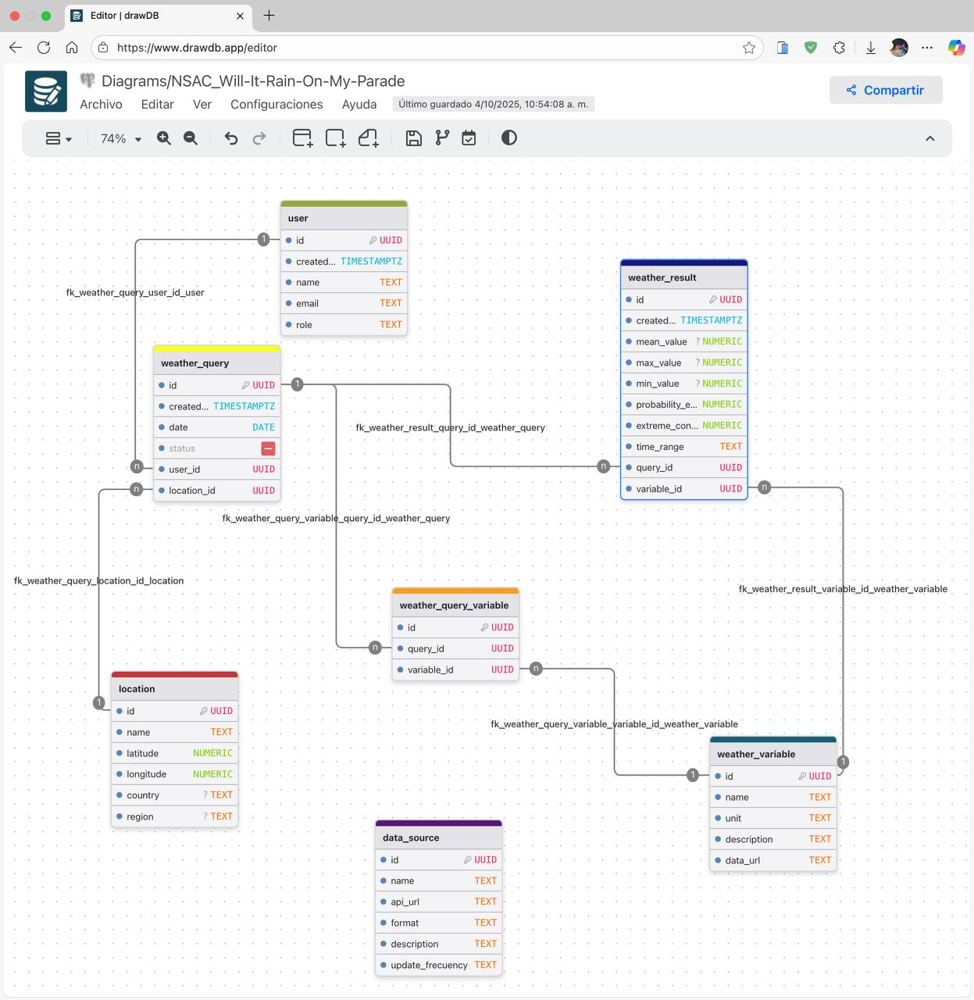 Editor | drawDB
https://www.drawdb.app/editor
Diagrams/NSAC_Will-It-Rain-On-My-Parade
Archivo Editar Ver Configuraciones Ayuda Último guardado 4/10/2025, 10:54:08 a. m.
Compartir
74%
user
id UUID
created... TIMESTAMPTZ
name TEXT
email TEXT
role TEXT
1
fk_weather_query_user_id_user
weather_query
id UUID
created... TIMESTAMPTZ
date DATE
status
user_id UUID
location_id UUID
n
n
1
fk_weather_result_query_id_weather_query
n
weather_result
id UUID
created... TIMESTAMPTZ
mean_value ? NUMERIC
max_value ? NUMERIC
min_value ? NUMERIC
probability_e... NUMERIC
extreme_con... NUMERIC
time_range TEXT
query_id UUID
variable_id UUID
n
fk_weather_query_variable_query_id_weather_query
fk_weather_query_location_id_location
fk_weather_result_variable_id_weather_variable
weather_query_variable
id UUID
query_id UUID
variable_id UUID
n
n
fk_weather_query_variable_variable_id_weather_variable
1
location
id UUID
name TEXT
latitude NUMERIC
longitude NUMERIC
country ? TEXT
region ? TEXT
weather_variable
id UUID
name TEXT
unit TEXT
description TEXT
data_url TEXT
1
1
data_source
id UUID
name TEXT
api_url TEXT
format TEXT
description TEXT
update_frecuency TEXT